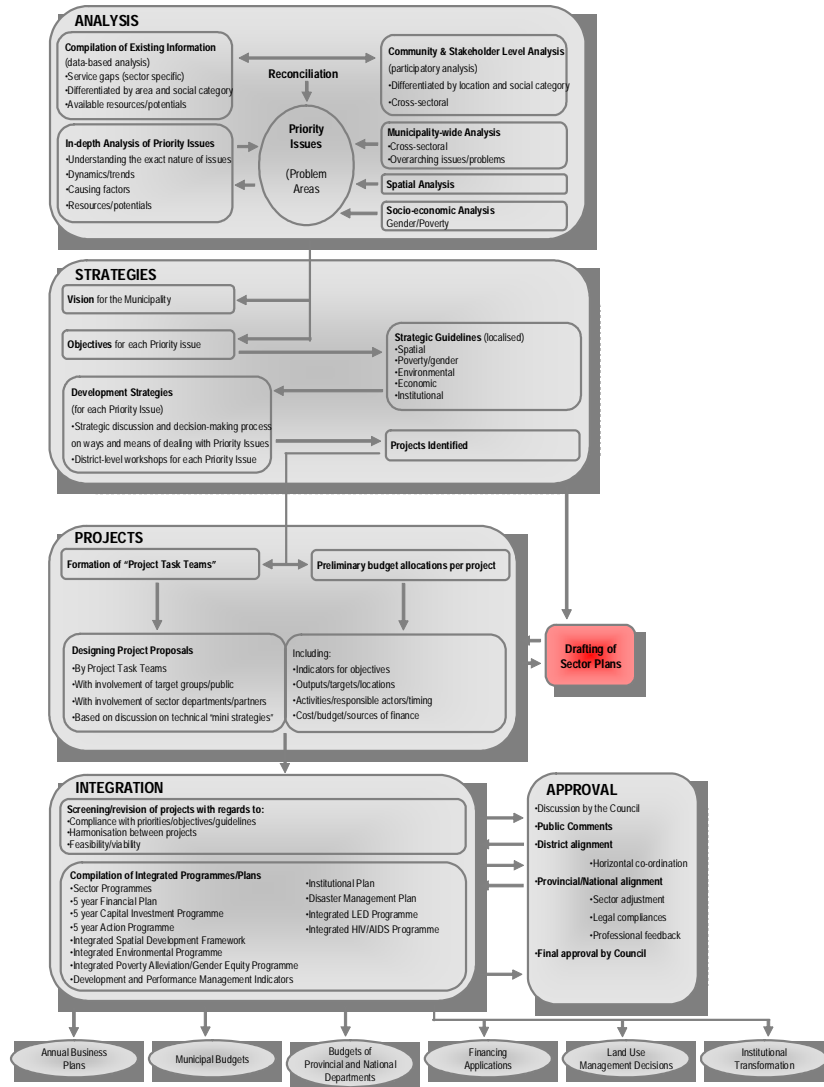 ANALYSIS
Compilation of Existing Information
(data-based analysis)
•Service gaps (sector specific)
•Differentiated by area and social category
•Available resources/potentials
Reconciliation
Community & Stakeholder Level Analysis
(participatory analysis)
•Differentiated by location and social category
•Cross-sectoral
In-depth Analysis of Priority Issues
•Understanding the exact nature of issues
•Dynamics/trends
•Causing factors
•Resources/potentials
Priority
Issues
(Problem
Areas
Municipality-wide Analysis
•Cross-sectoral
•Overarching issues/problems
Spatial Analysis
Socio-economic Analysis
Gender/Poverty
STRATEGIES
Vision for the Municipality
Objectives for each Priority issue
Strategic Guidelines (localised)
•Spatial
•Poverty/gender
•Environmental
•Economic
•Institutional
Development Strategies
(for each Priority Issue)
•Strategic discussion and decision-making process
on ways and means of dealing with Priority Issues
•District-level workshops for each Priority Issue
Projects Identified
PROJECTS
Formation of “Project Task Teams”
Preliminary budget allocations per project
Designing Project Proposals
•By Project Task Teams
•With involvement of target groups/public
•With involvement of sector departments/partners
•Based on discussion on technical “mini strategies”
Including:
•Indicators for objectives
•Outputs/targets/locations
•Activities/responsible actors/timing
•Cost/budget/sources of finance
Drafting of
Sector Plans
INTEGRATION
Screening/revision of projects with regards to:
•Compliance with priorities/objectives/guidelines
•Harmonisation between projects
•Feasibility/viability
Compilation of Integrated Programmes/Plans
•Sector Programmes
•5 year Financial Plan
•5 year Capital Investment Programme
•5 year Action Programme
•Integrated Spatial Development Framework
•Integrated Environmental Programme
•Integrated Poverty Alleviation/Gender Equity Programme
•Development and Performance Management Indicators
•Institutional Plan
•Disaster Management Plan
•Integrated LED Programme
•Integrated HIV/AIDS Programme
APPROVAL
•Discussion by the Council
•Public Comments
•District alignment
•Horizontal co-ordination
•Provincial/National alignment
•Sector adjustment
•Legal compliances
•Professional feedback
•Final approval by Council
Annual Business
Plans
Municipal Budgets
Budgets of
Provincial and National
Departments
Financing
Applications
Land Use
Management Decisions
Institutional
Transformation